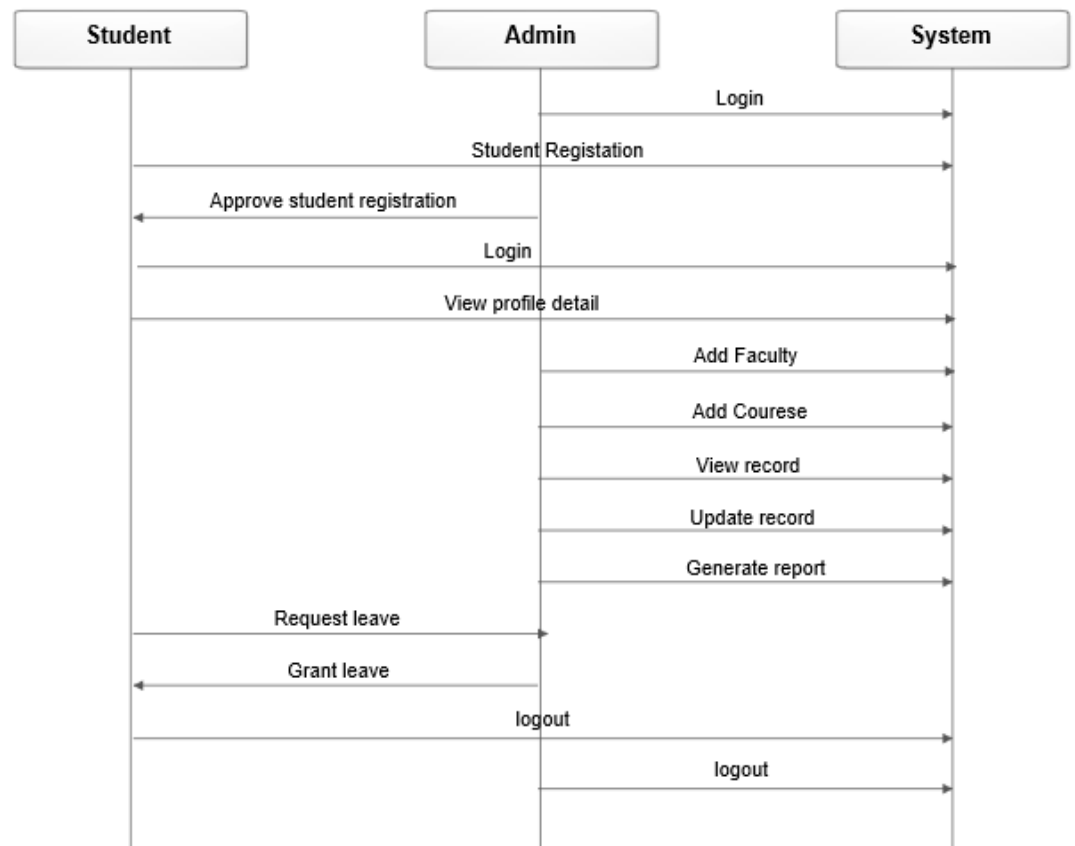 Student
Admin
System
Login
Student Registation
Approve student registration
Login
View profile detail
Add Faculty
Add Courese
View record
Update record
Generate report
Request leave
Grant leave
logout
logout